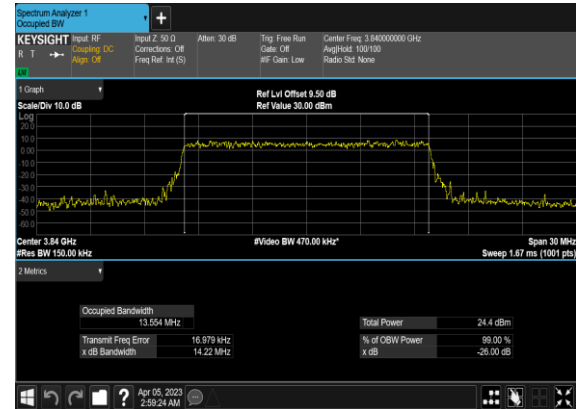 Spectrum Analyzer 1
Occupied BW
+
KEYSIGHT Input: RF Input Z: 50 Ω Atten: 30 dB Trig: Free Run Center Freq: 3.840000000 GHz
R T Coupling: DC Corrections: Off Gate: Off Avg|Hold: 100/100
Align: Off Freq Ref: Int (S) #IF Gain: Low Radio Std: None
1 Graph
Ref Lvl Offset 9.50 dB
Scale/Div 10.0 dB Ref Value 30.00 dBm
Log
20.0
10.0
0.00
-10.0
-20.0
-30.0
-40.0
-50.0
-60.0
Center 3.84 GHz #Video BW 470.00 kHz* Span 30 MHz
#Res BW 150.00 kHz Sweep 1.67 ms (1001 pts)
2 Metrics
Occupied Bandwidth
13.554 MHz Total Power 24.4 dBm
Transmit Freq Error 16.979 kHz % of OBW Power 99.00 %
x dB Bandwidth 14.22 MHz x dB -26.00 dB
? Apr 05, 2023
2:59:24 AM